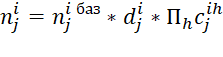 n_j^i = n_j^{i баз} * d_j^i * Π_h c_j^{ih}